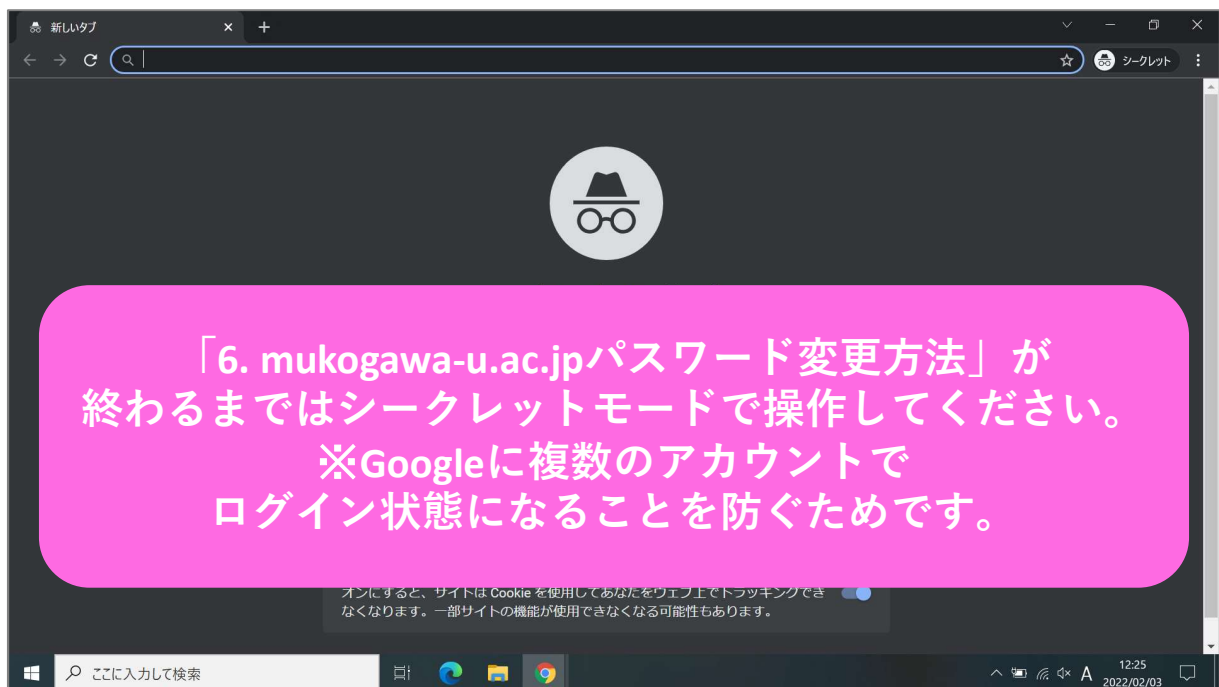 新しいタブ
シークレット
「6. mukogawa-u.ac.jpパスワード変更方法」が
終わるまではシークレットモードで操作してください。
※Googleに複数のアカウントで
ログイン状態になることを防ぐためです。
オンにすると、サイトは Cookie を使用してあなたをウェブ上でトラッキングでき
なくなります。一部サイトの機能が使用できなくなる可能性もあります。
ここに入力して検索
A
12:25
2022/02/03